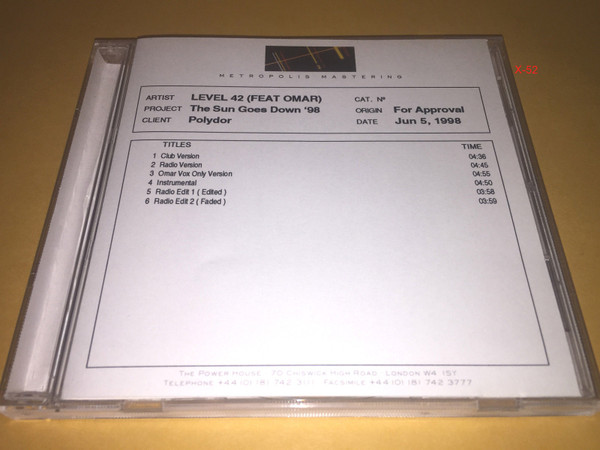 METROPOLIS MASTERING
X-52
ARTIST LEVEL 42 (FEAT OMAR) CAT. Nº
PROJECT The Sun Goes Down '98 ORIGIN For Approval
CLIENT Polydor DATE Jun 5, 1998
TITLES TIME
1 Club Version 04:36
2 Radio Version 04:45
3 Omar Vox Only Version 04:55
4 Instrumental 04:50
5 Radio Edit 1 ( Edited ) 03:58
6 Radio Edit 2 ( Faded ) 03:59
THE POWER HOUSE 70 CHISWICK HIGH ROAD LONDON W4 1SY
TELEPHONE +44 (0) 181 742 3111 FACSIMILE +44 (0) 181 742 3777